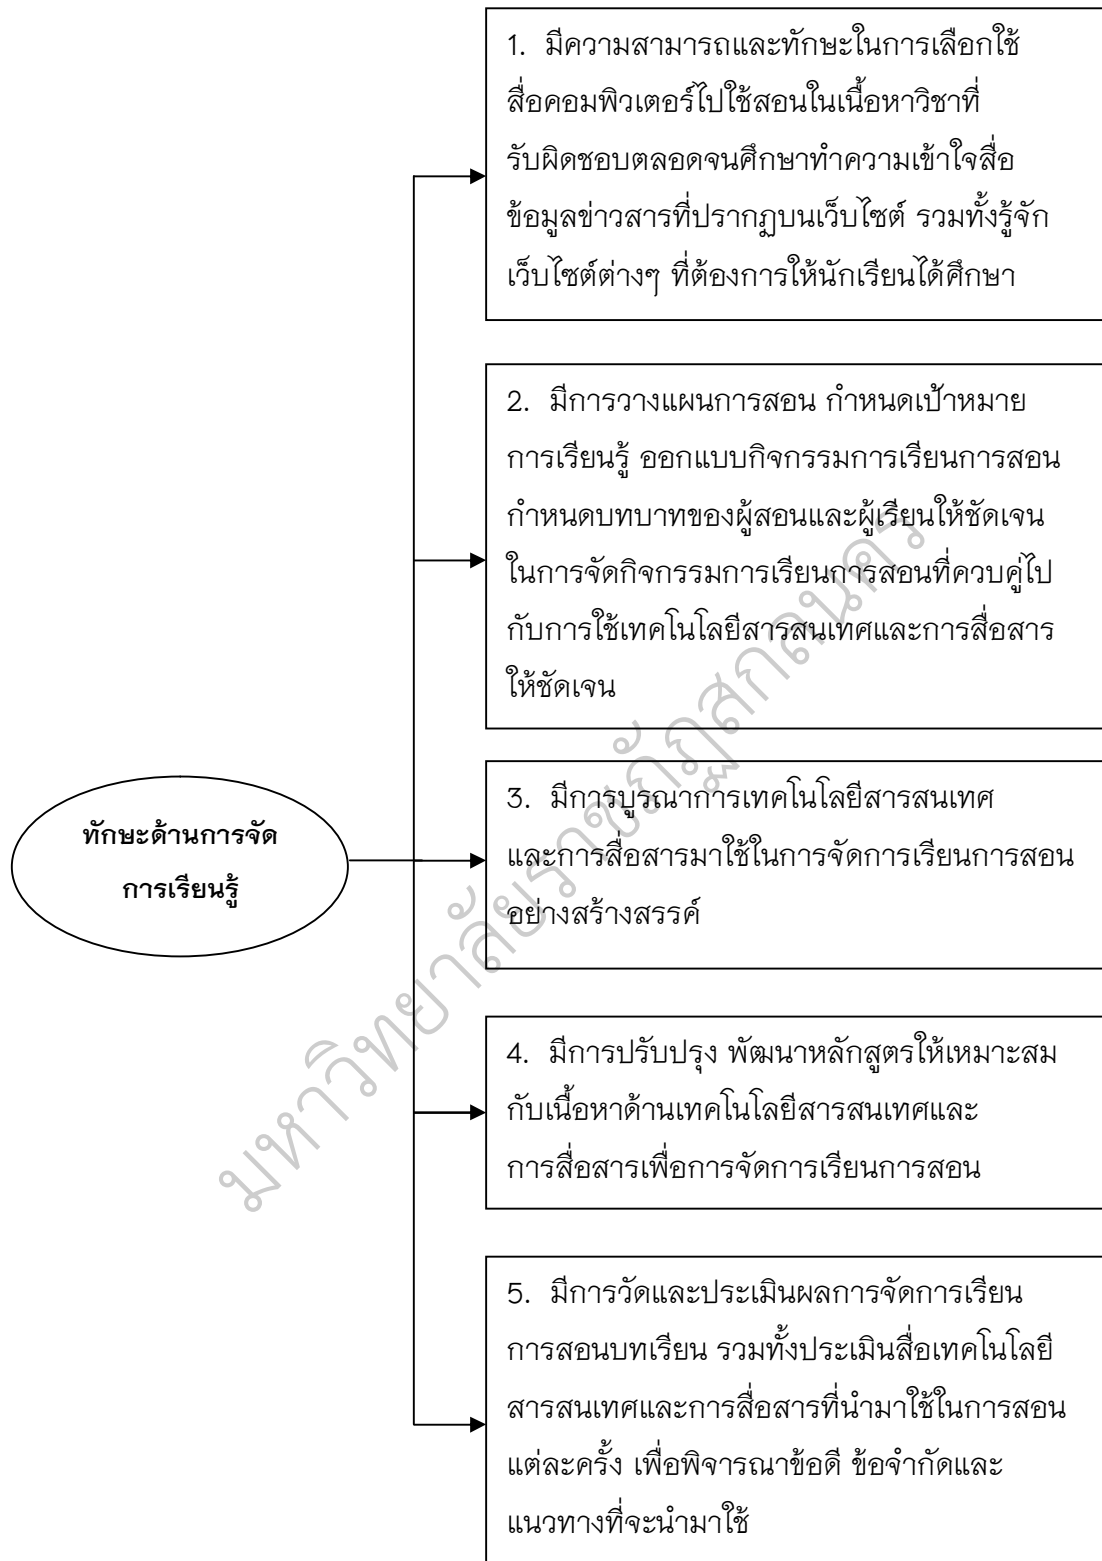 1. มีความสามารถและทักษะในการเลือกใช้
สื่อคอมพิวเตอร์ไปใช้สอนในเนื้อหาวิชาที่
รับผิดชอบตลอดจนศึกษาทำความเข้าใจสื่อ
ข้อมูลข่าวสารที่ปรากฏบนเว็บไซต์ รวมทั้งรู้จัก
เว็บไซต์ต่างๆ ที่ต้องการให้นักเรียนได้ศึกษา
2. มีการวางแผนการสอน กำหนดเป้าหมาย
การเรียนรู้ ออกแบบกิจกรรมการเรียนการสอน
กำหนดบทบาทของผู้สอนและผู้เรียนให้ชัดเจน
ในการจัดกิจกรรมการเรียนการสอนที่ควบคู่ไป
กับการใช้เทคโนโลยีสารสนเทศและการสื่อสาร
ให้ชัดเจน
ทักษะด้านการจัด
การเรียนรู้
3. มีการบูรณาการเทคโนโลยีสารสนเทศ
และการสื่อสารมาใช้ในการจัดการเรียนการสอน
อย่างสร้างสรรค์
4. มีการปรับปรุง พัฒนาหลักสูตรให้เหมาะสม
กับเนื้อหาด้านเทคโนโลยีสารสนเทศและ
การสื่อสารเพื่อการจัดการเรียนการสอน
5. มีการวัดและประเมินผลการจัดการเรียน
การสอนบทเรียน รวมทั้งประเมินสื่อเทคโนโลยี
สารสนเทศและการสื่อสารที่นำมาใช้ในการสอน
แต่ละครั้ง เพื่อพิจารณาข้อดี ข้อจำกัดและ
แนวทางที่จะนำมาใช้
มหาวิทยาลัยราชภัฏสกลนคร